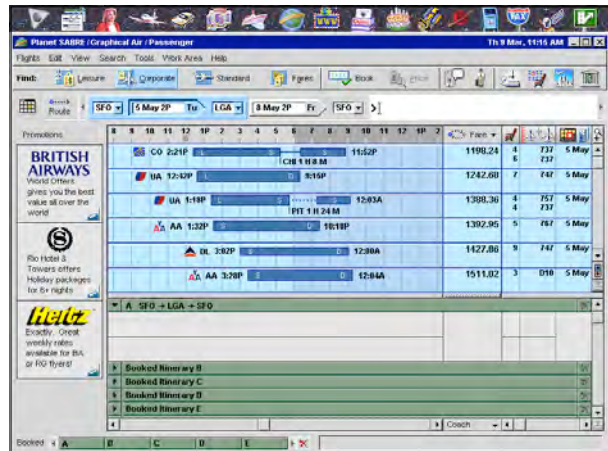 Planet SABRE /Graphical Air / Passenger Th 9 Mar, 11:15 AM
Flights Edit View Search Tools Work Area Help
Find: Leisure Corporate Standard Fares Book Price
Route SFO 5 May 2P Tu LGA 8 May 2P Fr SFO >
Promotions 8 9 10 11 12 1P 2 3 4 5 6 7 8 9 10 11 12 1P 2 Fare
BRITISH AIRWAYS
World Offers
gives you the best
value all over the
world
CO 2:21P L S S 11:52P 1198.24 4 737 5 May
CHI 1 H 8 M 6 737
UA 12:42P L D 9:15P 1242.68 7 747 5 May
UA 1:18P L S S 12:03A 1388.36 4 757 5 May
PIT 1 H 24 M 4 737
AA 1:32P S D 10:18P 1392.95 5 767 5 May
Rio Hotel &
Towers offers
Holiday packages
for 6+ nights
DL 3:02P S D 12:00A 1427.86 9 747 5 May
AA 3:28P S D 12:04A 1511.02 3 D10 5 May
Hertz
Exactly. Great
weekly rates
available for BA
or RG flyers!
A SFO → LGA → SFO
Booked Itinerary B
Booked Itinerary C
Booked Itinerary D
Booked Itinerary E
Coach
Booked A B C D E